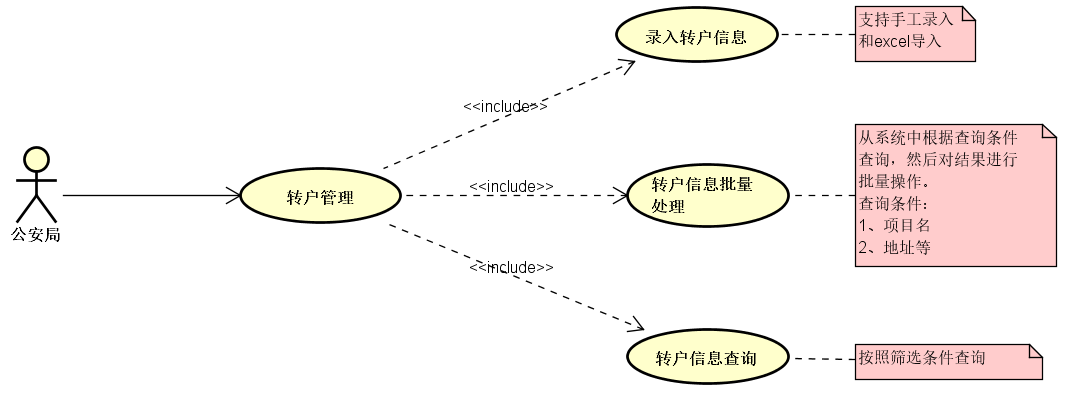 录入转户信息
支持手工录入
和excel导入
<<include>>
公安局
转户管理
<<include>>
转户信息批量
处理
从系统中根据查询条件
查询，然后对结果进行
批量操作。
查询条件：
1、项目名
2、地址等
<<include>>
转户信息查询
按照筛选条件查询